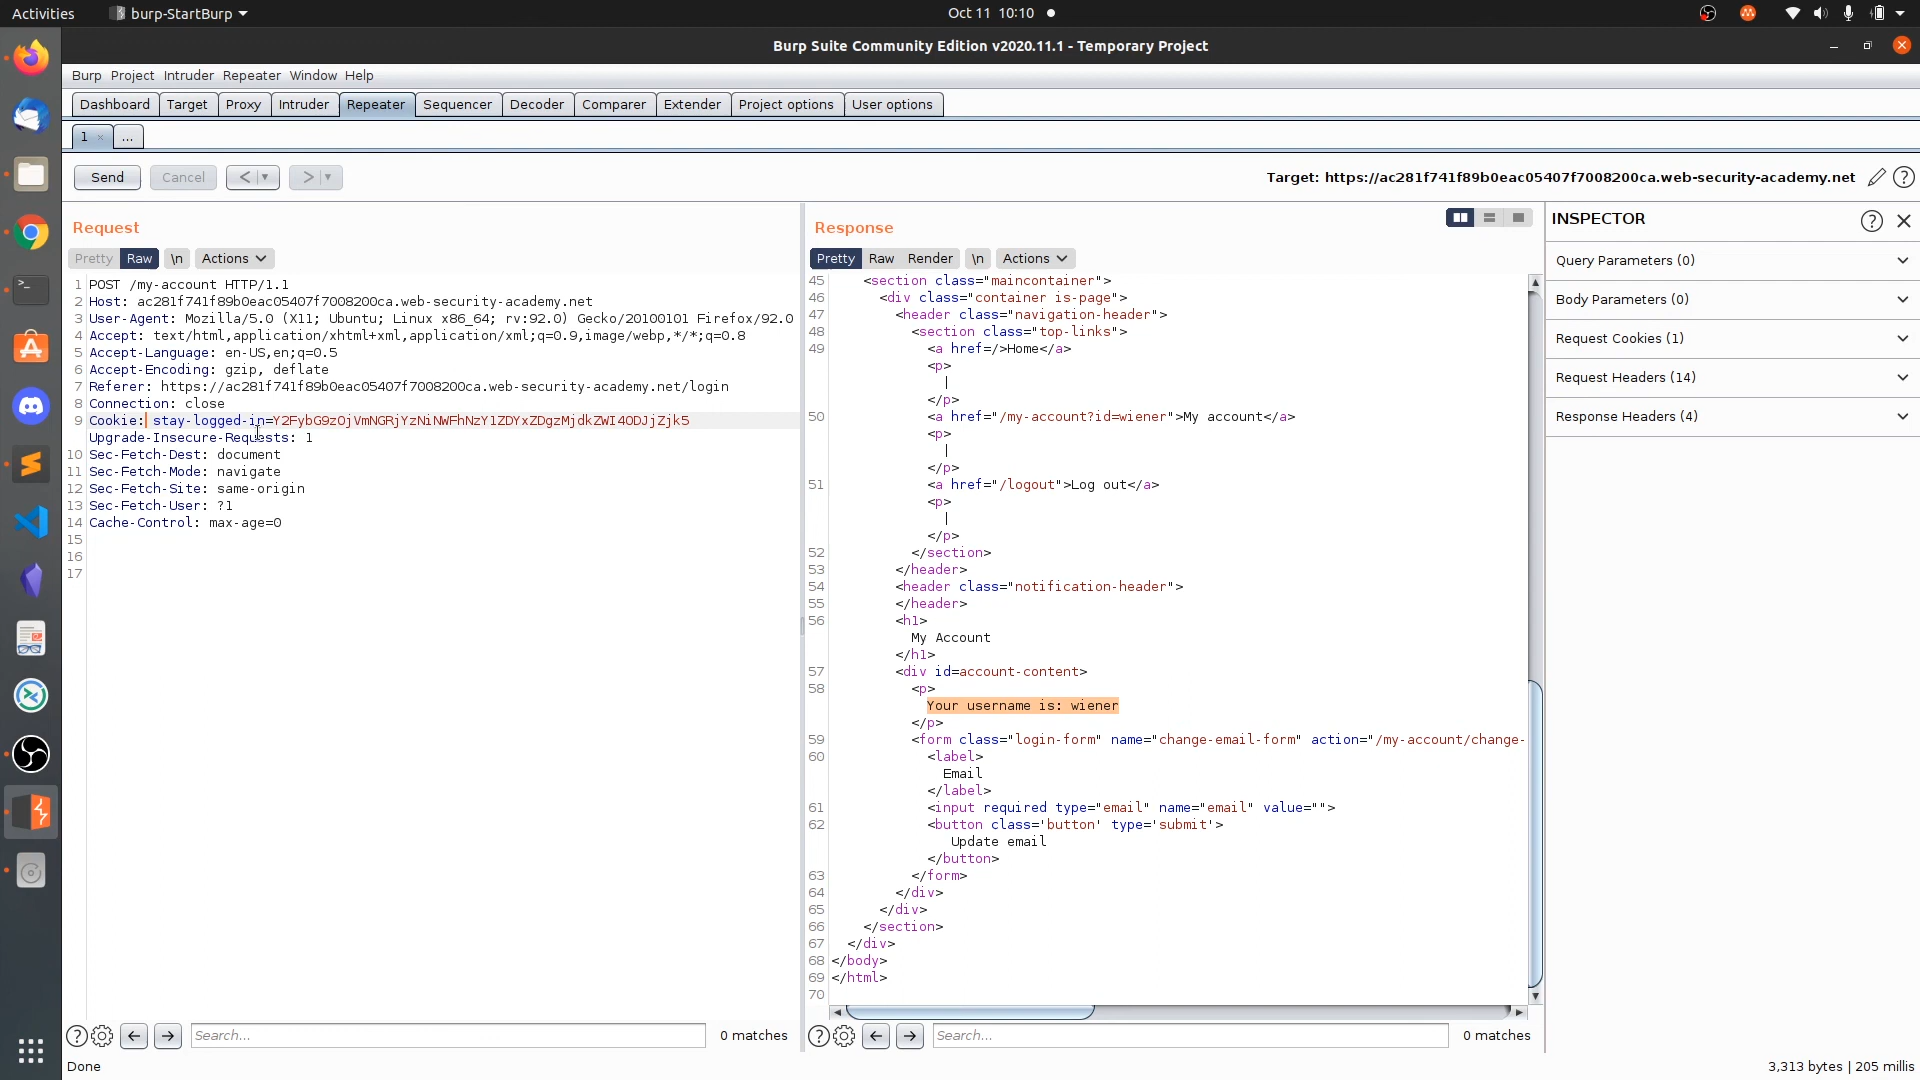 Activities
burp-StartBurp
Oct 11 10:10
Burp Suite Community Edition v2020.11.1 - Temporary Project
Burp Project Intruder Repeater Window Help
Dashboard Target Proxy Intruder Repeater Sequencer Decoder Comparer Extender Project options User options
1 × ...
Send Cancel < > Target: https://ac281f741f89b0eac05407f7008200ca.web-security-academy.net
Request
Pretty Raw \n Actions
1 POST /my-account HTTP/1.1
2 Host: ac281f741f89b0eac05407f7008200ca.web-security-academy.net
3 User-Agent: Mozilla/5.0 (X11; Ubuntu; Linux x86_64; rv:92.0) Gecko/20100101 Firefox/92.0
4 Accept: text/html,application/xhtml+xml,application/xml;q=0.9,image/webp,*/*;q=0.8
5 Accept-Language: en-US,en;q=0.5
6 Accept-Encoding: gzip, deflate
7 Referer: https://ac281f741f89b0eac05407f7008200ca.web-security-academy.net/login
8 Connection: close
9 Cookie: stay-logged-in=Y2FybG9zOjVmNGRjYzNiNWFhNzY1ZDYxZDgzMjdkZWI4ODJjZjk5
Upgrade-Insecure-Requests: 1
10 Sec-Fetch-Dest: document
11 Sec-Fetch-Mode: navigate
12 Sec-Fetch-Site: same-origin
13 Sec-Fetch-User: ?1
14 Cache-Control: max-age=0
15
16
17
Search...
0 matches
Response
Pretty Raw Render \n Actions
45 <section class="maincontainer">
46 <div class="container is-page">
47 <header class="navigation-header">
48 <section class="top-links">
49 <a href=/>Home</a>
<p>
|
</p>
50 <a href="/my-account?id=wiener">My account</a>
<p>
|
</p>
51 <a href="/logout">Log out</a>
<p>
|
</p>
52 </section>
53 </header>
54 <header class="notification-header">
55 </header>
56 <h1>
My Account
</h1>
57 <div id=account-content>
58 <p>
Your username is: wiener
</p>
59 <form class="login-form" name="change-email-form" action="/my-account/change-
60 <label>
Email
</label>
61 <input required type="email" name="email" value="">
62 <button class='button' type='submit'>
Update email
</button>
63 </form>
64 </div>
65 </div>
66 </section>
67 </div>
68 </body>
69 </html>
70
Search...
0 matches
INSPECTOR
Query Parameters (0)
Body Parameters (0)
Request Cookies (1)
Request Headers (14)
Response Headers (4)
Done
3,313 bytes | 205 millis